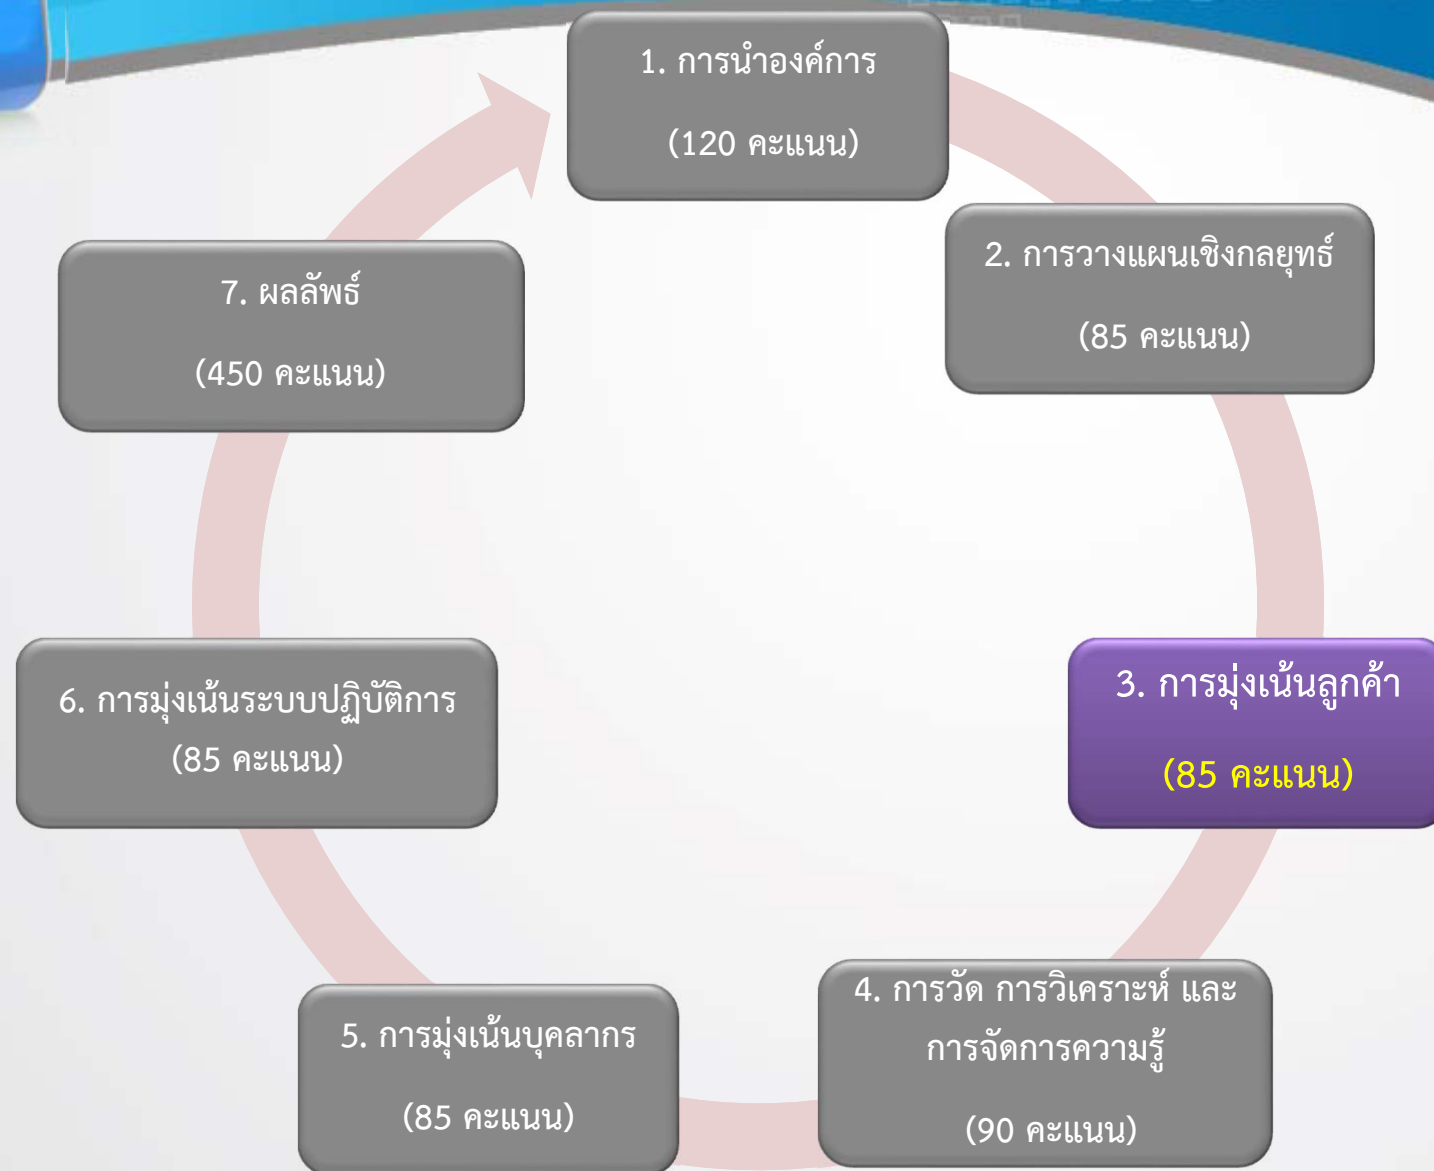 1. การนำองค์การ
(120 คะแนน)
2. การวางแผนเชิงกลยุทธ์
(85 คะแนน)
3. การมุ่งเน้นลูกค้า
(85 คะแนน)
4. การวัด การวิเคราะห์ และ
การจัดการความรู้
(90 คะแนน)
5. การมุ่งเน้นบุคลากร
(85 คะแนน)
6. การมุ่งเน้นระบบปฏิบัติการ
(85 คะแนน)
7. ผลลัพธ์
(450 คะแนน)